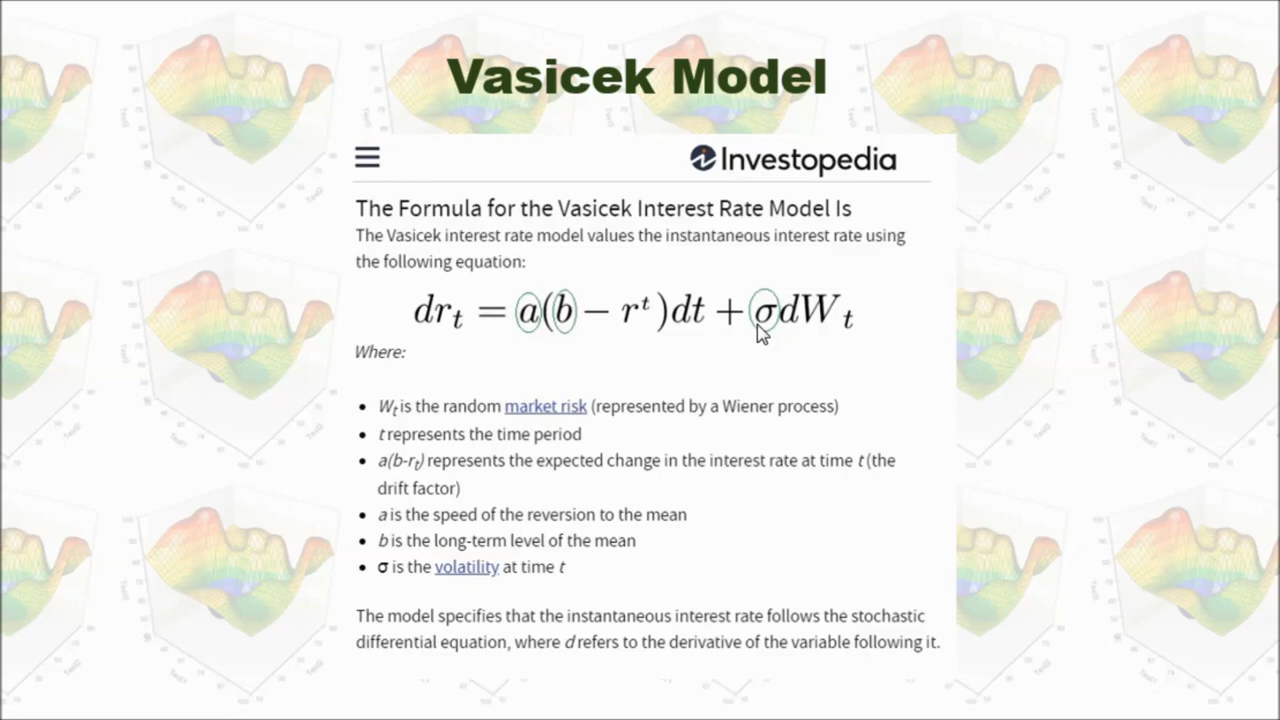 Vasicek Model
Investopedia
The Formula for the Vasicek Interest Rate Model Is
The Vasicek interest rate model values the instantaneous interest rate using
the following equation:
dr_t = a(b − r^t)dt + σdW_t
Where:
• W_t is the random market risk (represented by a Wiener process)
• t represents the time period
• a(b-r_t) represents the expected change in the interest rate at time t (the
drift factor)
• a is the speed of the reversion to the mean
• b is the long-term level of the mean
• σ is the volatility at time t
The model specifies that the instantaneous interest rate follows the stochastic
differential equation, where d refers to the derivative of the variable following it.